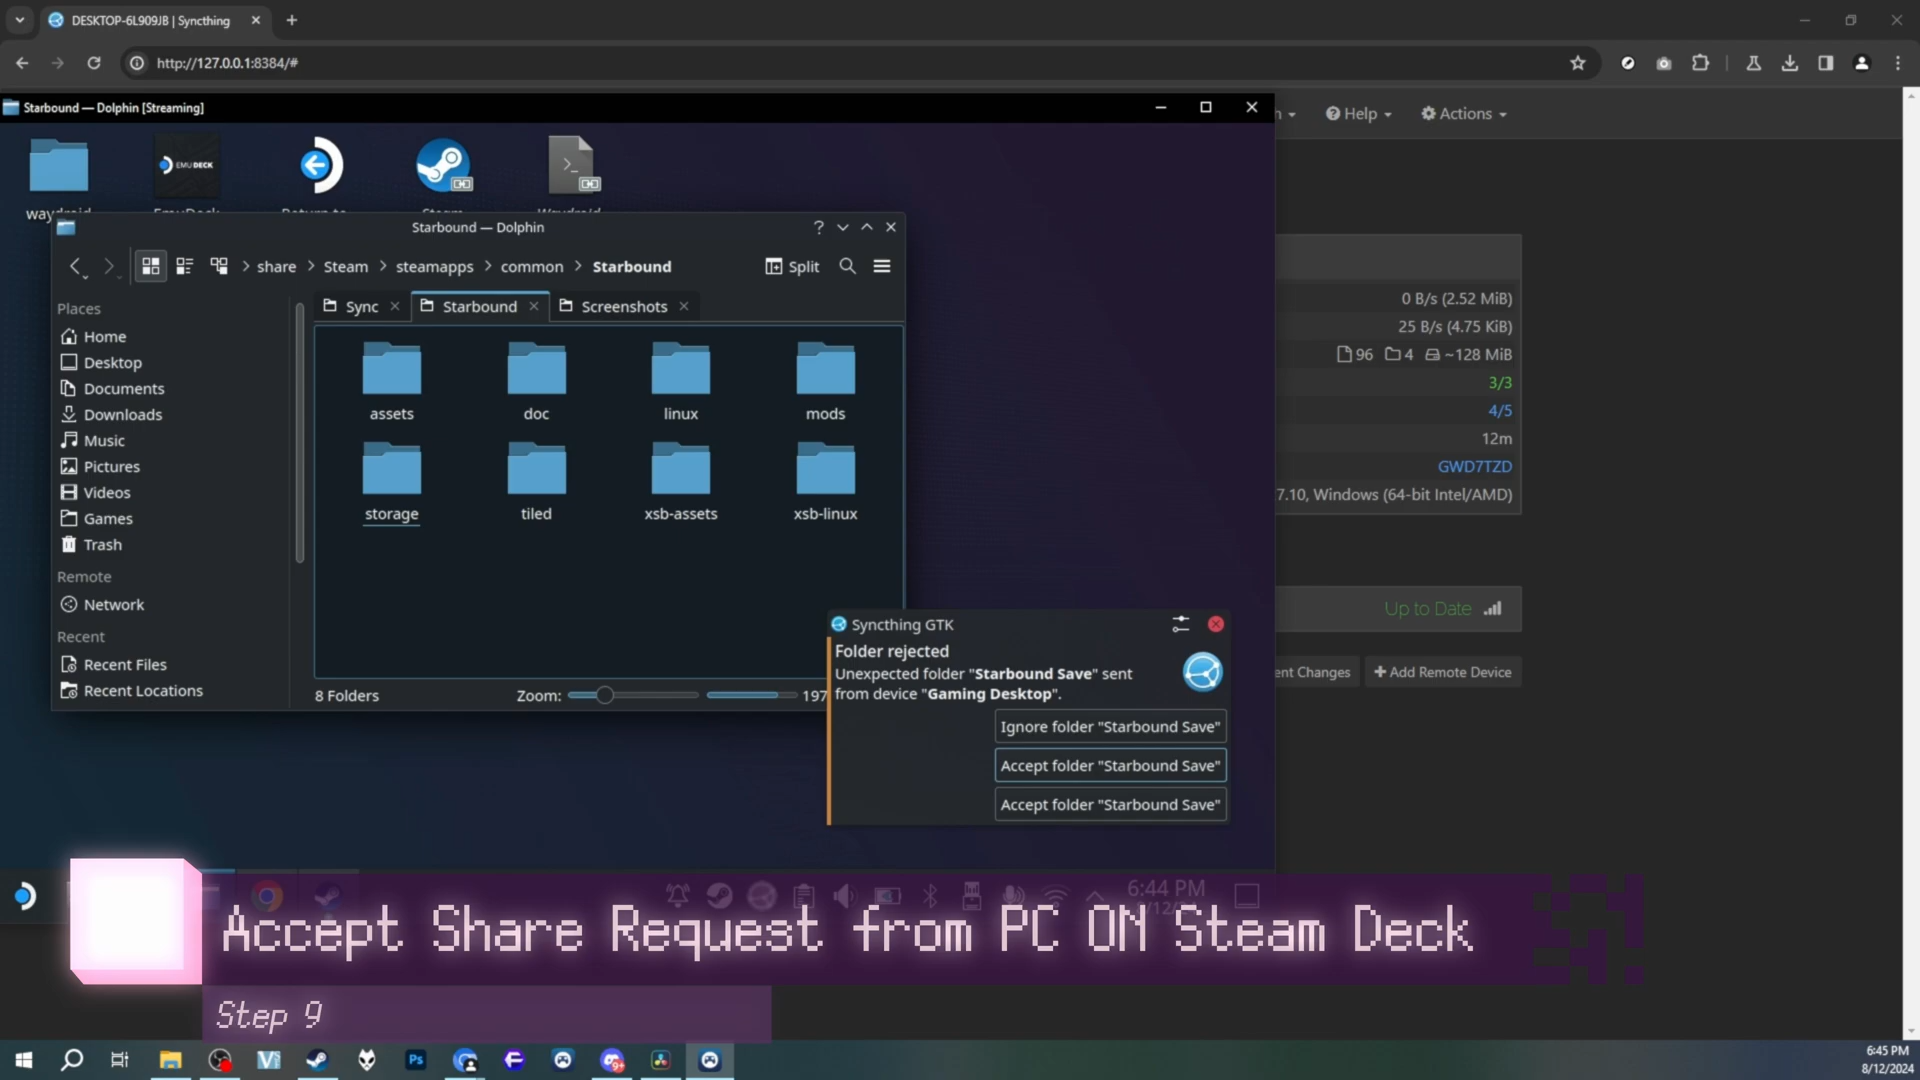 DESKTOP-6L909JB | Syncthing
http://127.0.0.1:8384/#
Starbound — Dolphin [Streaming]
Help
Actions
EMUDECK
Starbound — Dolphin
share
Steam
steamapps
common
Starbound
Split
Places
Sync
Starbound
Screenshots
Home
Desktop
Documents
Downloads
Music
Pictures
Videos
Games
Trash
Remote
Network
Recent
Recent Files
Recent Locations
assets
doc
linux
mods
storage
tiled
xsb-assets
xsb-linux
8 Folders
Zoom:
197
0 B/s (2.52 MiB)
25 B/s (4.75 KiB)
96 4 ~128 MiB
3/3
4/5
12m
GWD7TZD
7.10, Windows (64-bit Intel/AMD)
Up to Date
ent Changes
Add Remote Device
Syncthing GTK
Folder rejected
Unexpected folder "Starbound Save" sent
from device "Gaming Desktop".
Ignore folder "Starbound Save"
Accept folder "Starbound Save"
Accept folder "Starbound Save"
6:44 PM
Accept Share Request from PC ON Steam Deck
Step 9
Ps
9+
6:45 PM
8/12/2024